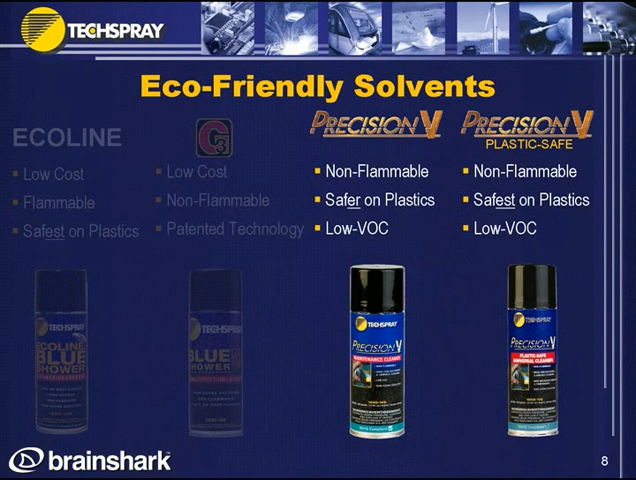 TECHSPRAY
Eco-Friendly Solvents
ECOLINE
Low Cost
Flammable
Safest on Plastics
G3
Low Cost
Non-Flammable
Patented Technology
PRECISION V
Non-Flammable
Safer on Plastics
Low-VOC
PRECISION V
PLASTIC-SAFE
Non-Flammable
Safest on Plastics
Low-VOC
TECHSPRAY
ECOLINE
BLUE
SHOWER
TECHSPRAY
BLUE
SHOWER
TECHSPRAY
PRECISION V
MAINTENANCE CLEANER
TECHSPRAY
PRECISION V
PLASTIC-SAFE
UNIVERSAL CLEANER
brainshark
8